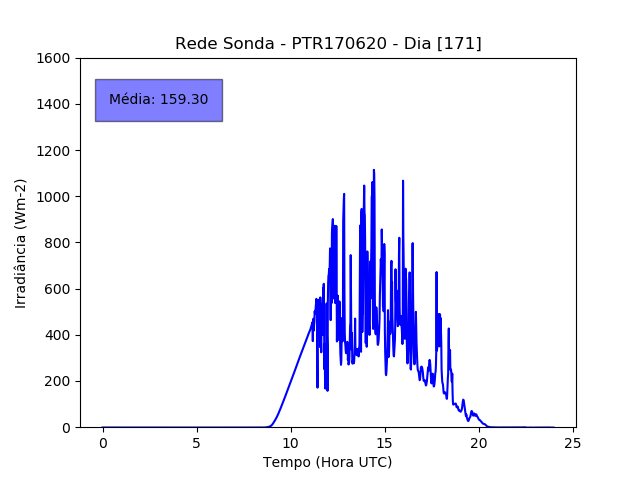 Rede Sonda - PTR170620 - Dia [171]
1600
1400
1200
1000
800
600
400
200
0
Média: 159.30
Irradiância (Wm-2)
0 5 10 15 20 25
Tempo (Hora UTC)